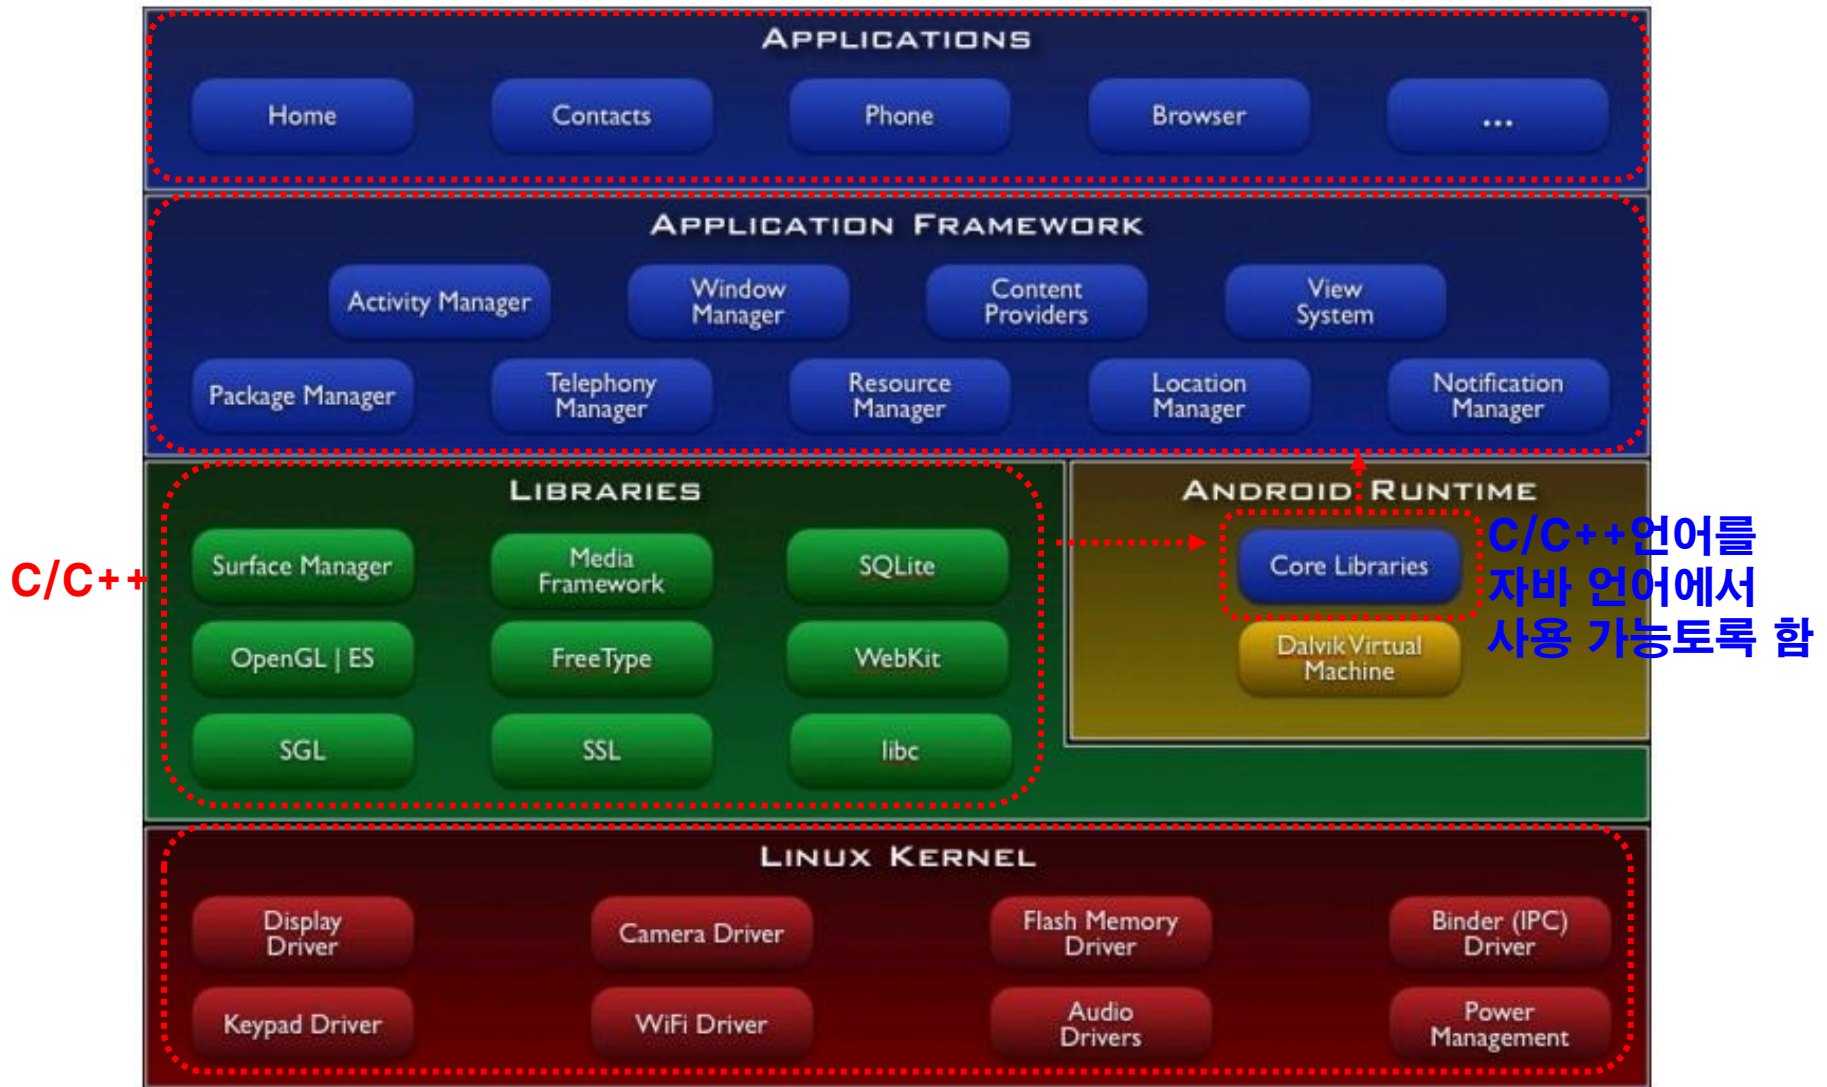 APPLICATIONS
Home
Contacts
Phone
Browser
...
APPLICATION FRAMEWORK
Activity Manager
Window
Manager
Content
Providers
View
System
Package Manager
Telephony
Manager
Resource
Manager
Location
Manager
Notification
Manager
LIBRARIES
Surface Manager
Media
Framework
SQLite
OpenGL | ES
FreeType
WebKit
SGL
SSL
libc
C/C++
ANDROID RUNTIME
Core Libraries
Dalvik Virtual
Machine
C/C++언어를
자바 언어에서
사용 가능토록 함
LINUX KERNEL
Display
Driver
Camera Driver
Flash Memory
Driver
Binder (IPC)
Driver
Keypad Driver
WiFi Driver
Audio
Drivers
Power
Management